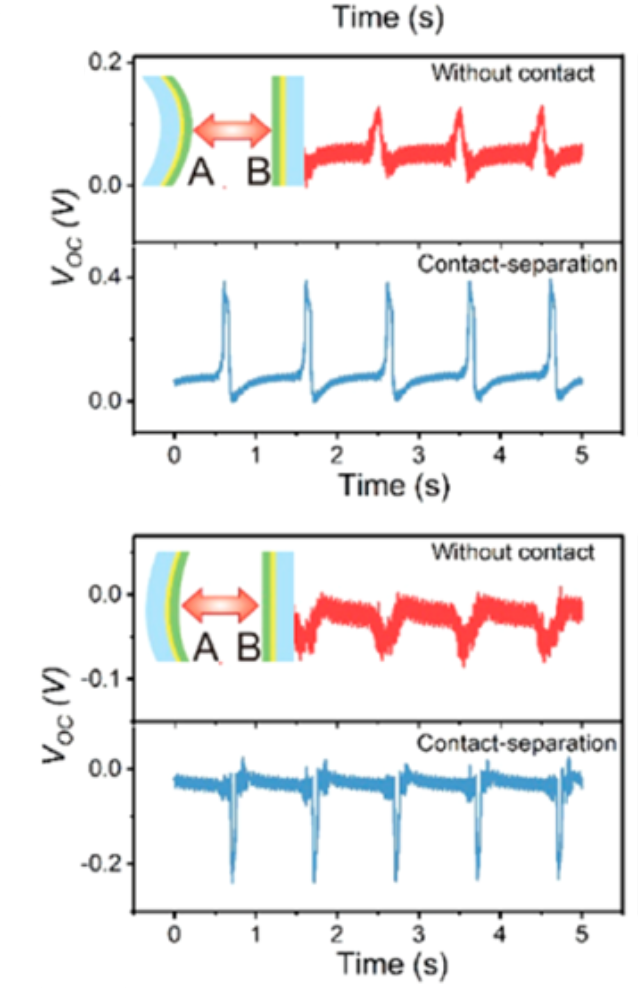 Time (s)
0.2
Without contact
A B
0.0
V_OC (V)
Contact-separation
0.4
0.0
0 1 2 3 4 5
Time (s)
Without contact
0.0
A B
-0.1
V_OC (V)
Contact-separation
0.0
-0.2
0 1 2 3 4 5
Time (s)